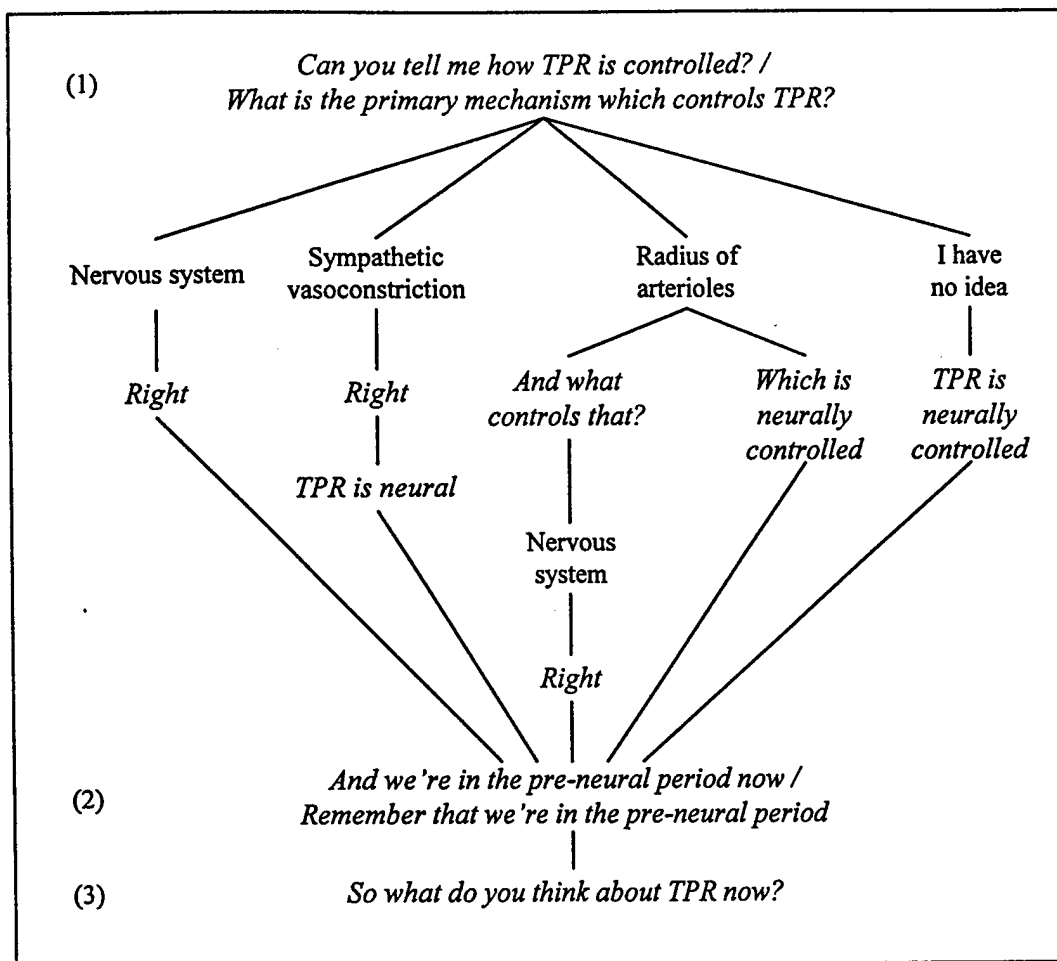 (1)
Can you tell me how TPR is controlled? /
What is the primary mechanism which controls TPR?
Nervous system
Sympathetic
vasoconstriction
Radius of
arterioles
I have
no idea
Right
Right
And what
controls that?
Which is
neurally
controlled
TPR is
neurally
controlled
TPR is neural
Nervous
system
Right
(2)
And we're in the pre-neural period now /
Remember that we're in the pre-neural period
(3)
So what do you think about TPR now?